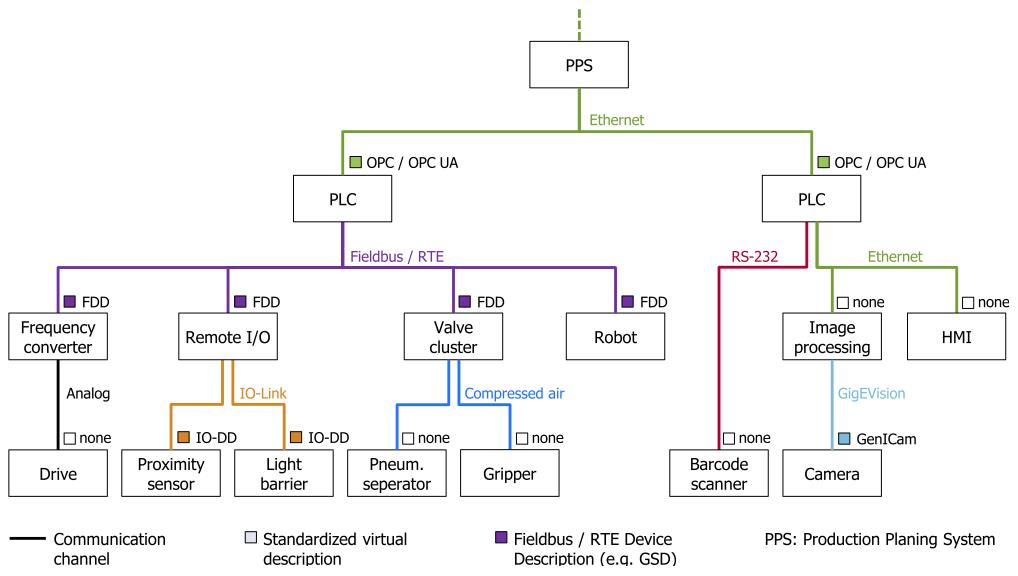 PPS
Ethernet
OPC / OPC UA
OPC / OPC UA
PLC
PLC
Fieldbus / RTE
RS-232
Ethernet
FDD
FDD
FDD
FDD
none
none
Frequency
converter
Remote I/O
Valve
cluster
Robot
Image
processing
HMI
Analog
IO-Link
Compressed air
GigEVision
none
IO-DD
IO-DD
none
none
none
GenICam
Drive
Proximity
sensor
Light
barrier
Pneum.
seperator
Gripper
Barcode
scanner
Camera
Communication
channel
Standardized virtual
description
Fieldbus / RTE Device
Description (e.g. GSD)
PPS: Production Planing System